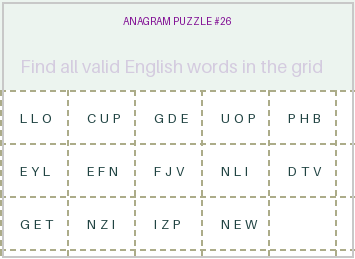 ANAGRAM PUZZLE #26
Find all valid English words in the grid
LLO CUP GDE UOP PHB
EYL EFN FJV NLI DTV
GET NZI IZP NEW